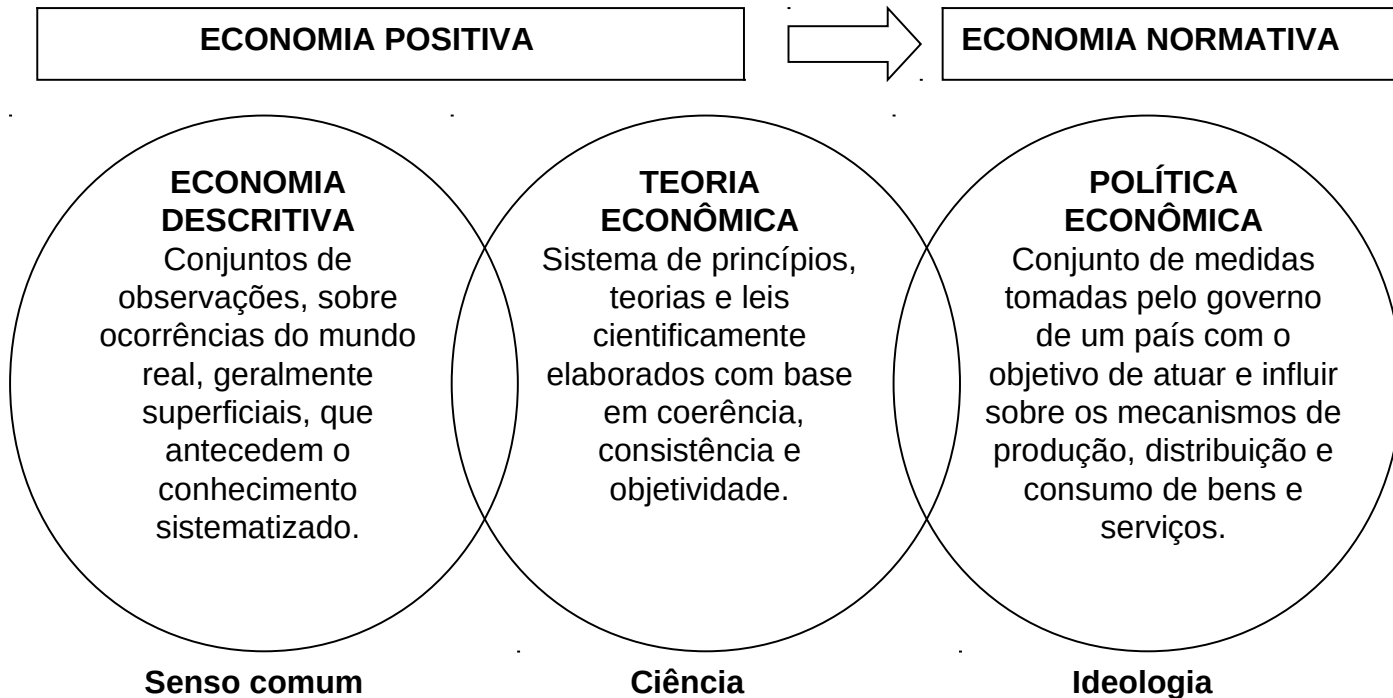 ECONOMIA POSITIVA
ECONOMIA NORMATIVA
ECONOMIA
DESCRITIVA
Conjuntos de
observações, sobre
ocorrências do mundo
real, geralmente
superficiais, que
antecedem o
conhecimento
sistematizado.
TEORIA
ECONÔMICA
Sistema de princípios,
teorias e leis
cientificamente
elaborados com base
em coerência,
consistência e
objetividade.
POLÍTICA
ECONÔMICA
Conjunto de medidas
tomadas pelo governo
de um país com o
objetivo de atuar e influir
sobre os mecanismos de
produção, distribuição e
consumo de bens e
serviços.
Senso comum
Ciência
Ideologia